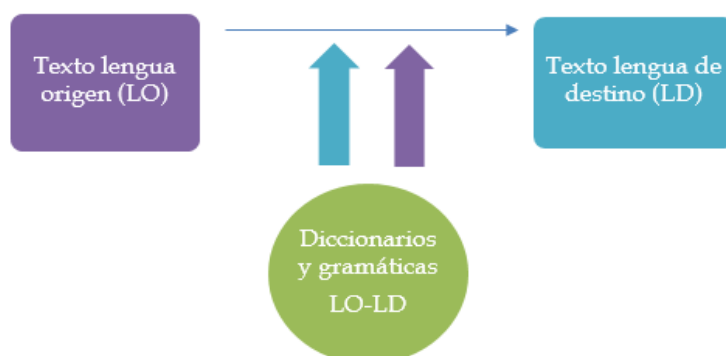 Texto lengua
origen (LO)
Texto lengua de
destino (LD)
Diccionarios
y gramáticas
LO-LD